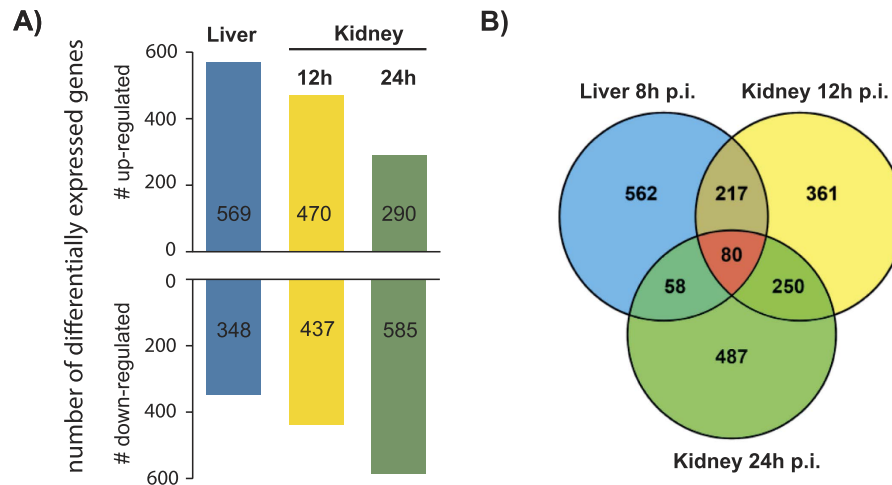 A)
number of differentially expressed genes
# up-regulated
# down-regulated
Liver
Kidney
12h
24h
600
400
200
0
569
470
290
0
200
400
600
348
437
585
B)
Liver 8h p.i.
Kidney 12h p.i.
562
217
361
80
58
250
487
Kidney 24h p.i.